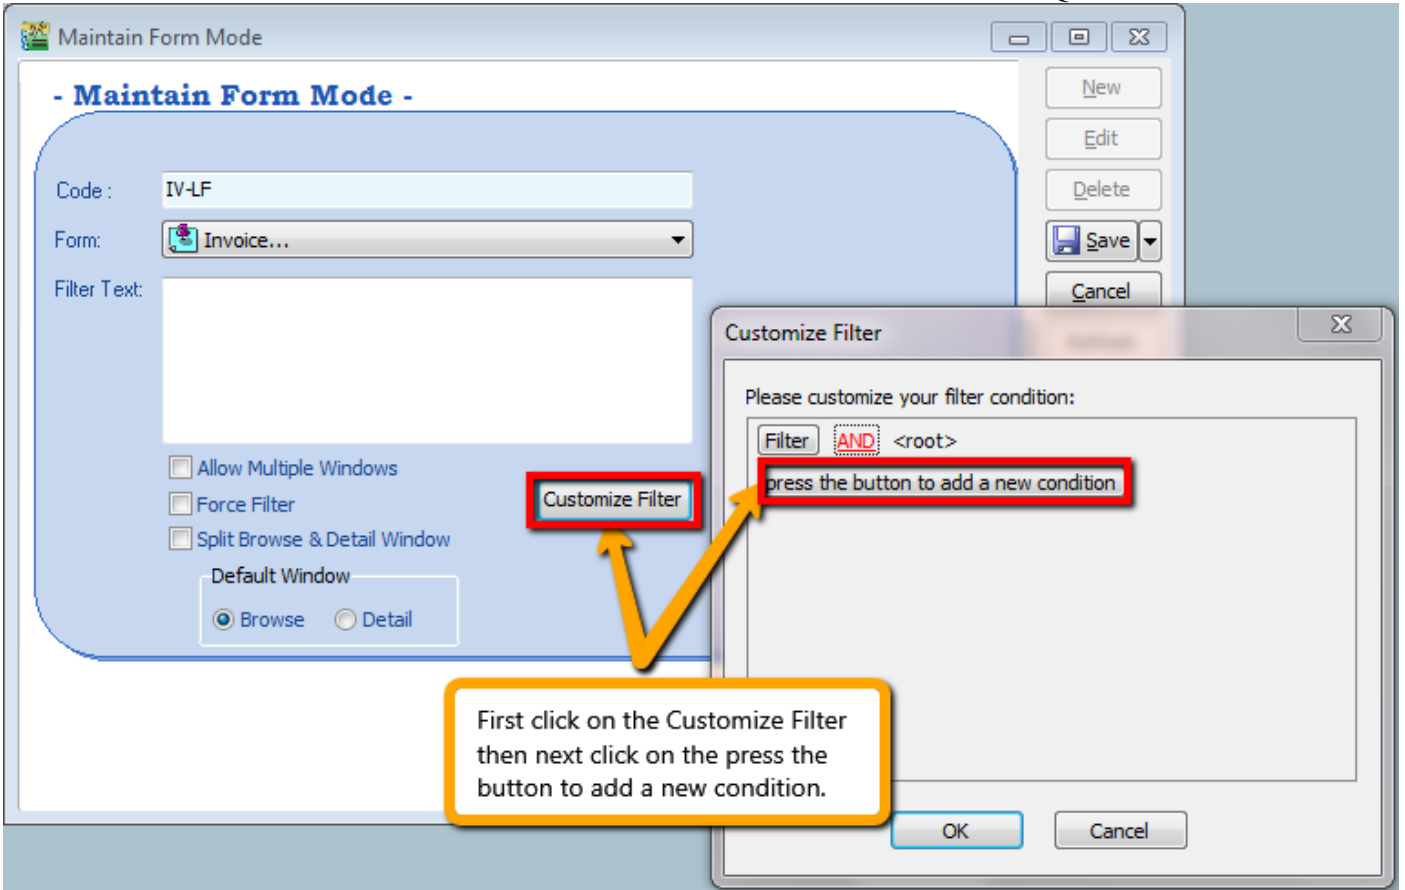 Maintain Form Mode
- Maintain Form Mode -
New
Edit
Delete
Save
Cancel
Code :
IV-LF
Form:
Invoice...
Filter Text:
Allow Multiple Windows
Force Filter
Split Browse & Detail Window
Default Window
Browse
Detail
Customize Filter
Customize Filter
Please customize your filter condition:
Filter AND <root>
press the button to add a new condition
First click on the Customize Filter
then next click on the press the
button to add a new condition.
OK
Cancel